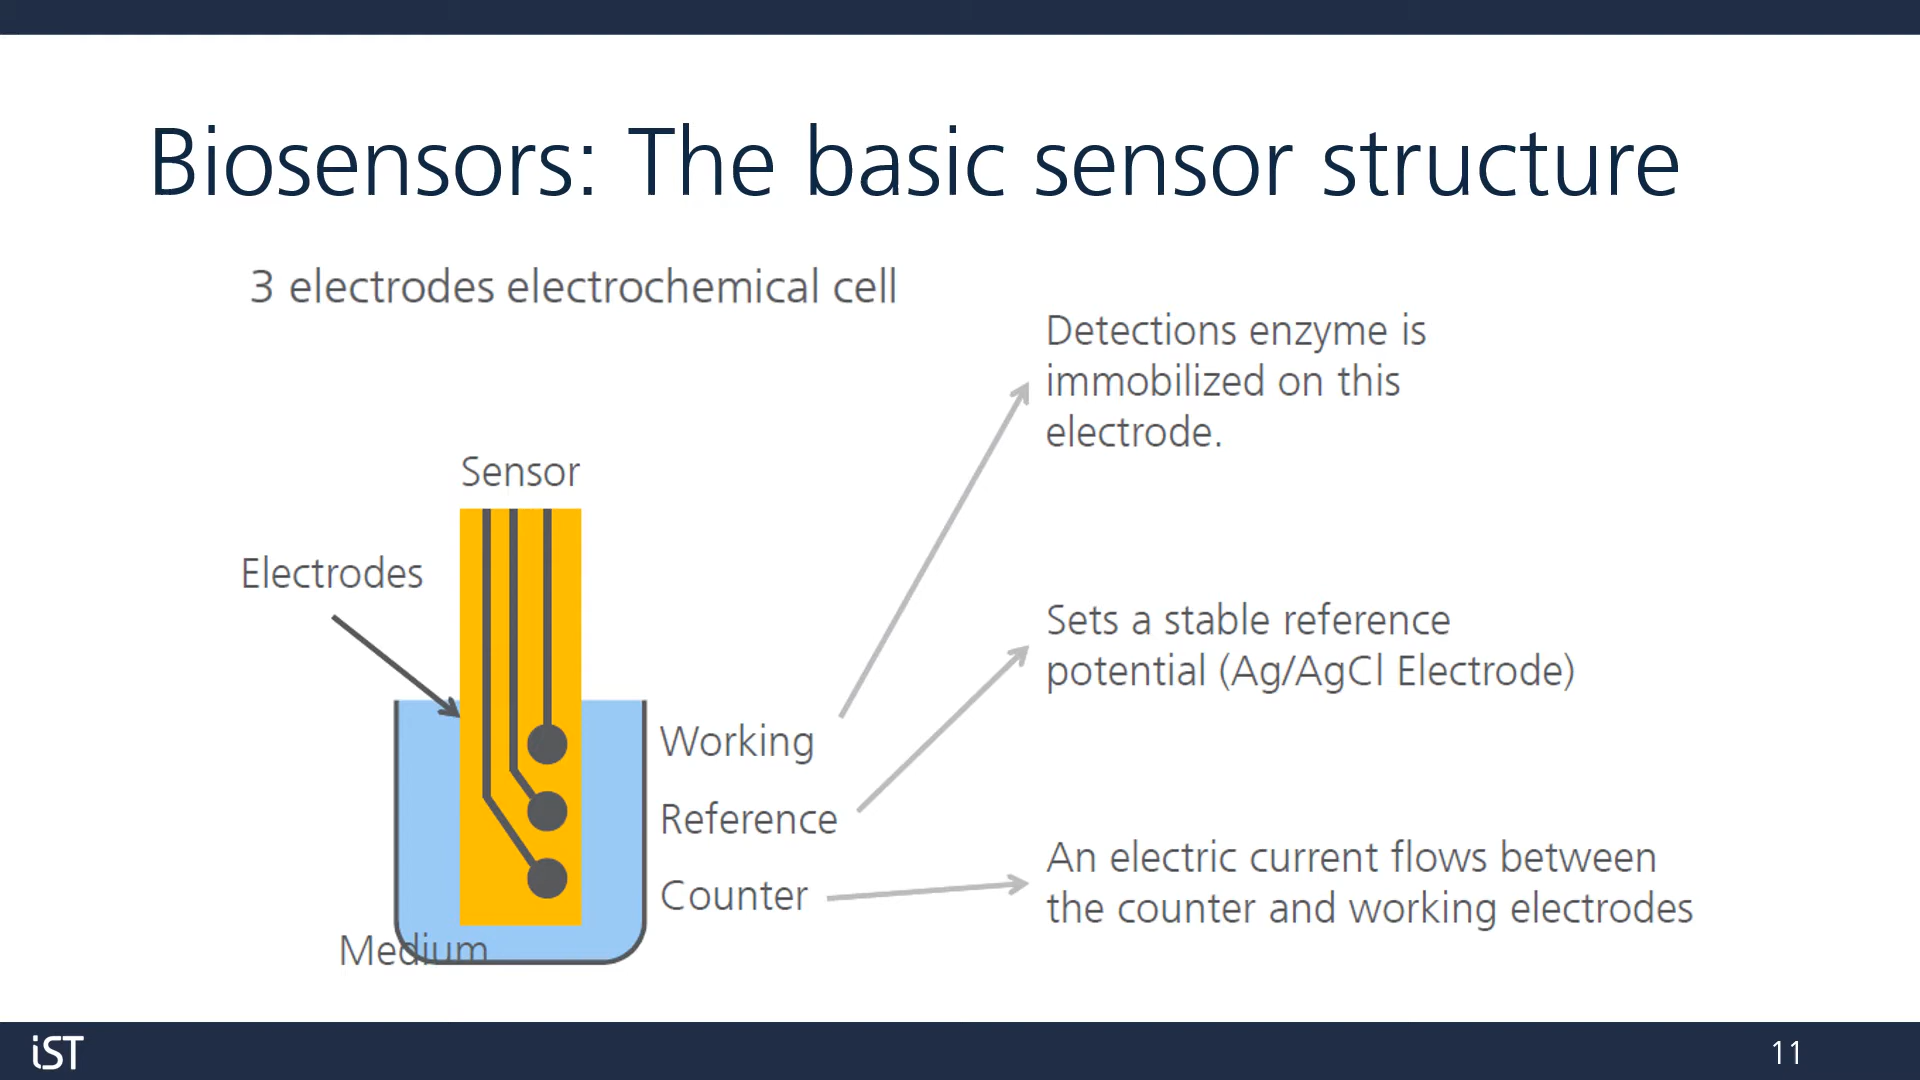 Biosensors: The basic sensor structure
3 electrodes electrochemical cell
Detections enzyme is
immobilized on this
electrode.
Sensor
Electrodes
Sets a stable reference
potential (Ag/AgCl Electrode)
Working
Reference
An electric current flows between
the counter and working electrodes
Counter
Medium
iST
11